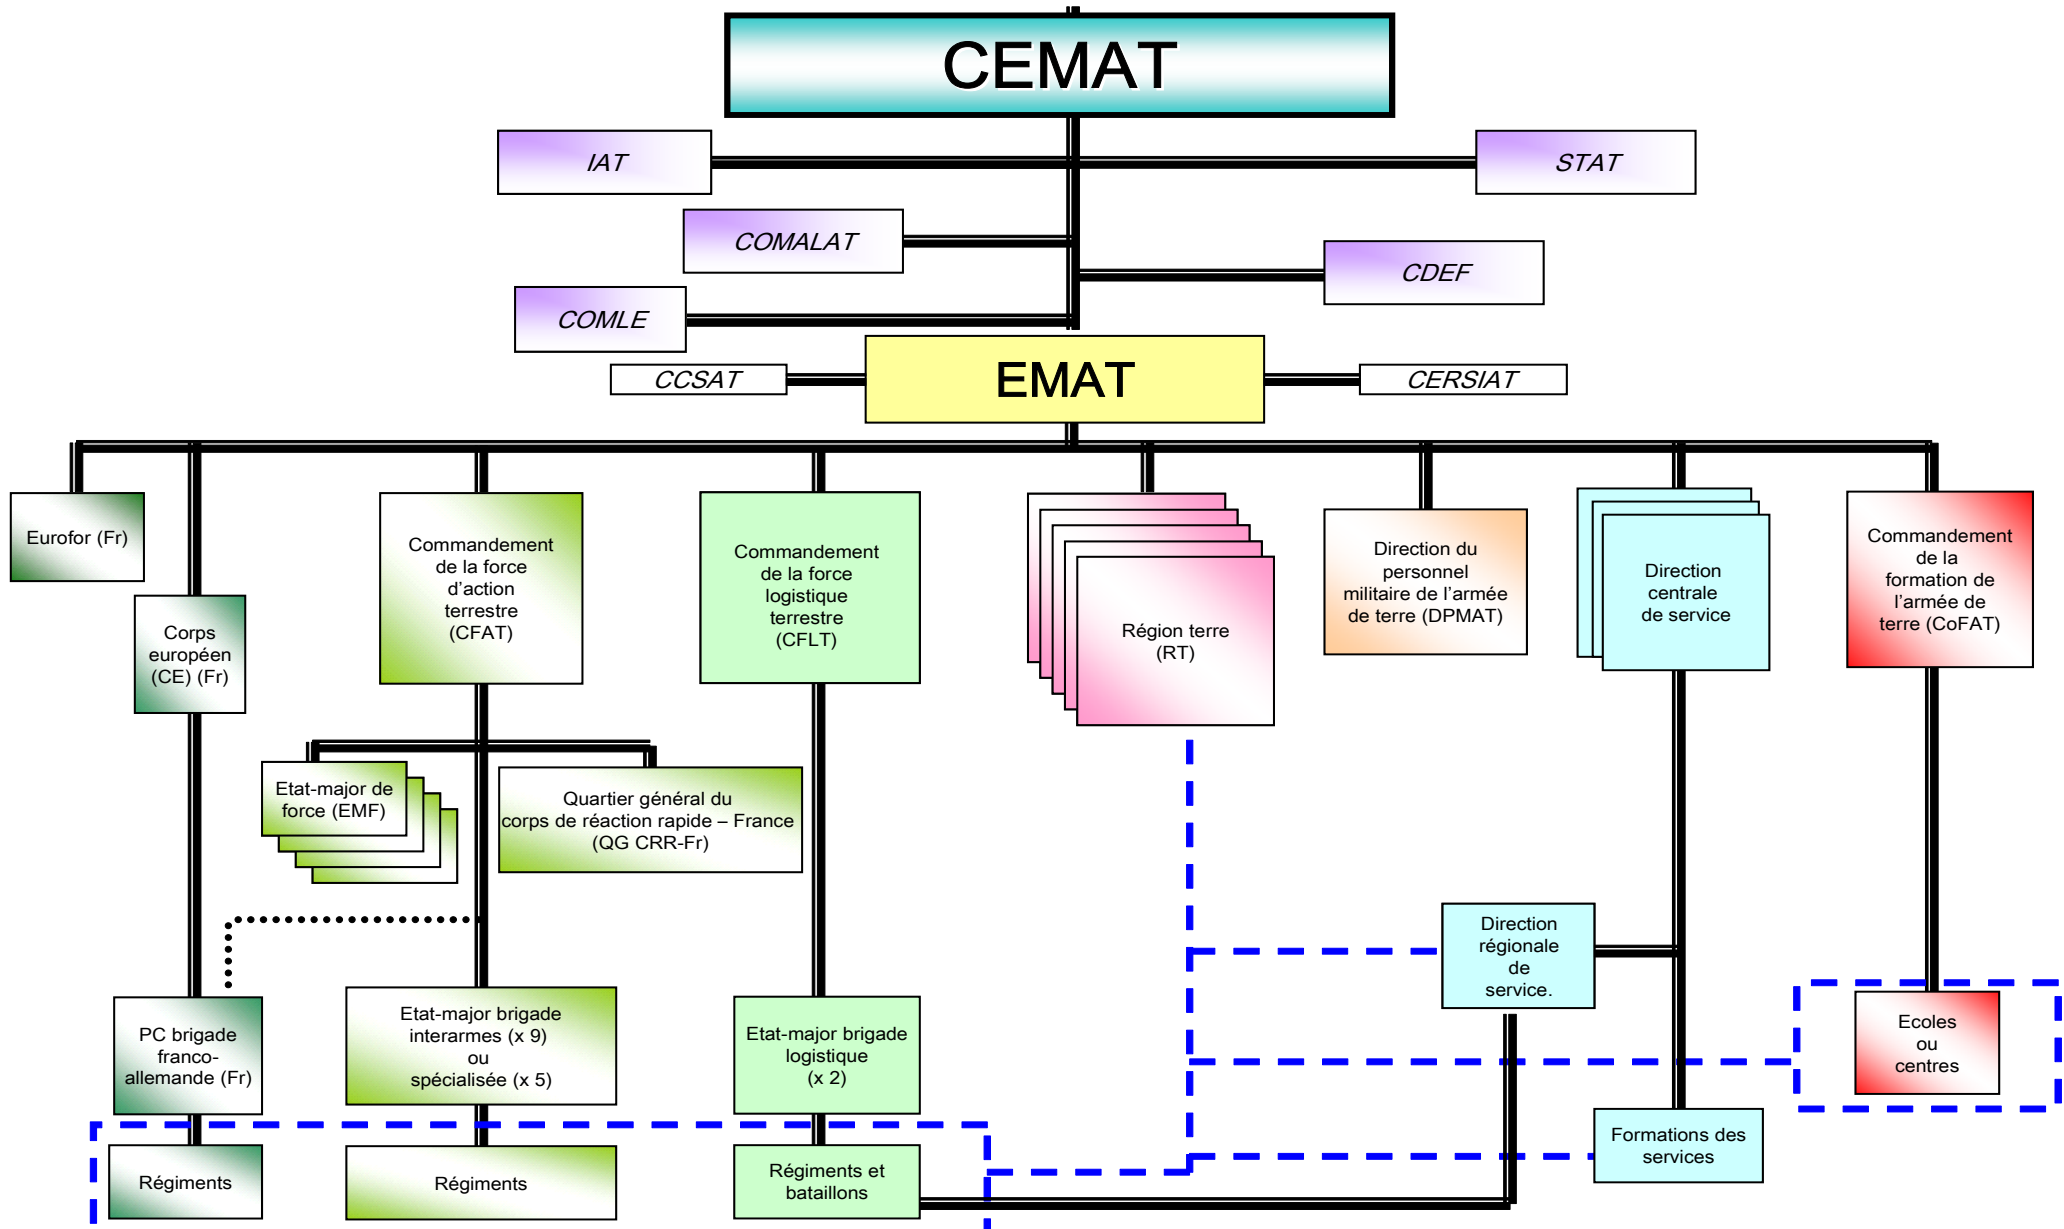 CEMAT
IAT
STAT
COMALAT
CDEF
COMLE
CCSAT
EMAT
CERSIAT
Eurofor (Fr)
Corps
européen
(CE) (Fr)
Commandement
de la force
d’action
terrestre
(CFAT)
Commandement
de la force
logistique
terrestre
(CFLT)
Région terre
(RT)
Direction du
personnel
militaire de l’armée
de terre (DPMAT)
Direction
centrale
de service
Commandement
de la
formation de
l’armée de
terre (CoFAT)
Etat-major de
force (EMF)
Quartier général du
corps de réaction rapide – France
(QG CRR-Fr)
Direction
régionale
de
service.
PC brigade
franco-
allemande (Fr)
Etat-major brigade
interarmes (x 9)
ou
spécialisée (x 5)
Etat-major brigade
logistique
(x 2)
Ecoles
ou
centres
Formations des
services
Régiments
Régiments
Régiments et
bataillons